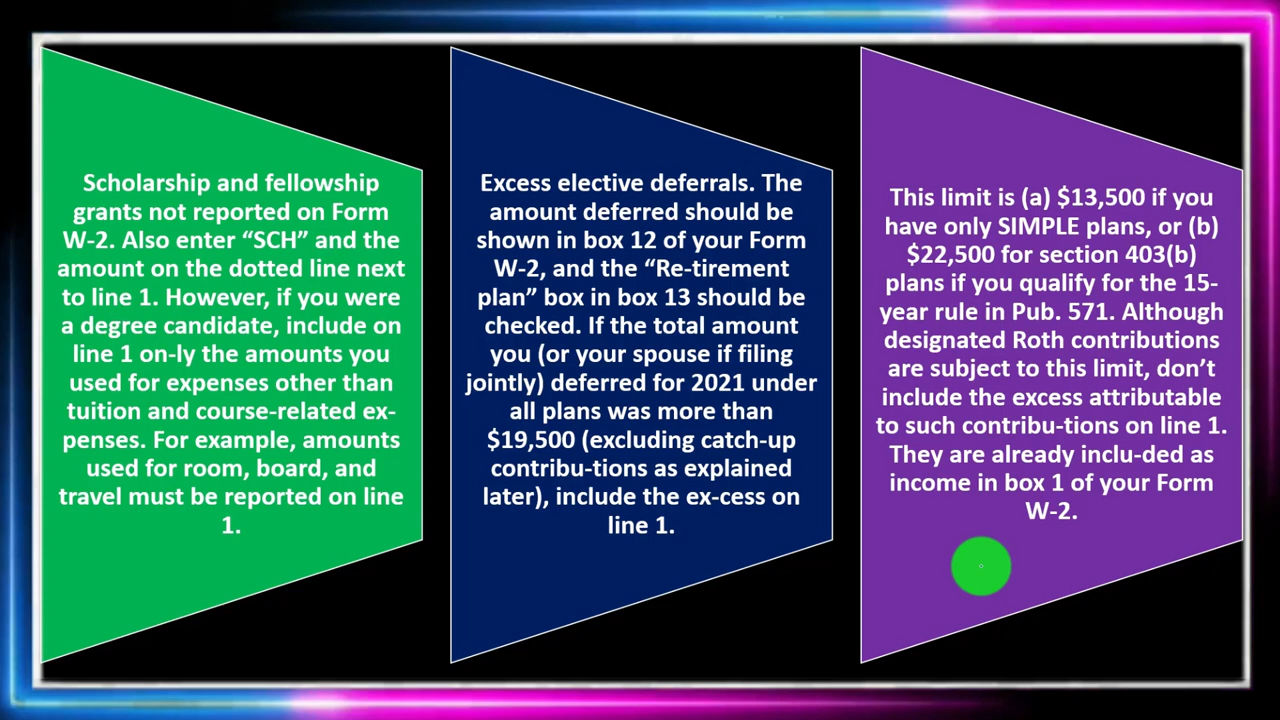 Scholarship and fellowship
grants not reported on Form
W-2. Also enter “SCH” and the
amount on the dotted line next
to line 1. However, if you were
a degree candidate, include on
line 1 on-ly the amounts you
used for expenses other than
tuition and course-related ex-
penses. For example, amounts
used for room, board, and
travel must be reported on line
1.
Excess elective deferrals. The
amount deferred should be
shown in box 12 of your Form
W-2, and the “Re-tirement
plan” box in box 13 should be
checked. If the total amount
you (or your spouse if filing
jointly) deferred for 2021 under
all plans was more than
$19,500 (excluding catch-up
contribu-tions as explained
later), include the ex-cess on
line 1.
This limit is (a) $13,500 if you
have only SIMPLE plans, or (b)
$22,500 for section 403(b)
plans if you qualify for the 15-
year rule in Pub. 571. Although
designated Roth contributions
are subject to this limit, don’t
include the excess attributable
to such contribu-tions on line 1.
They are already inclu-ded as
income in box 1 of your Form
W-2.